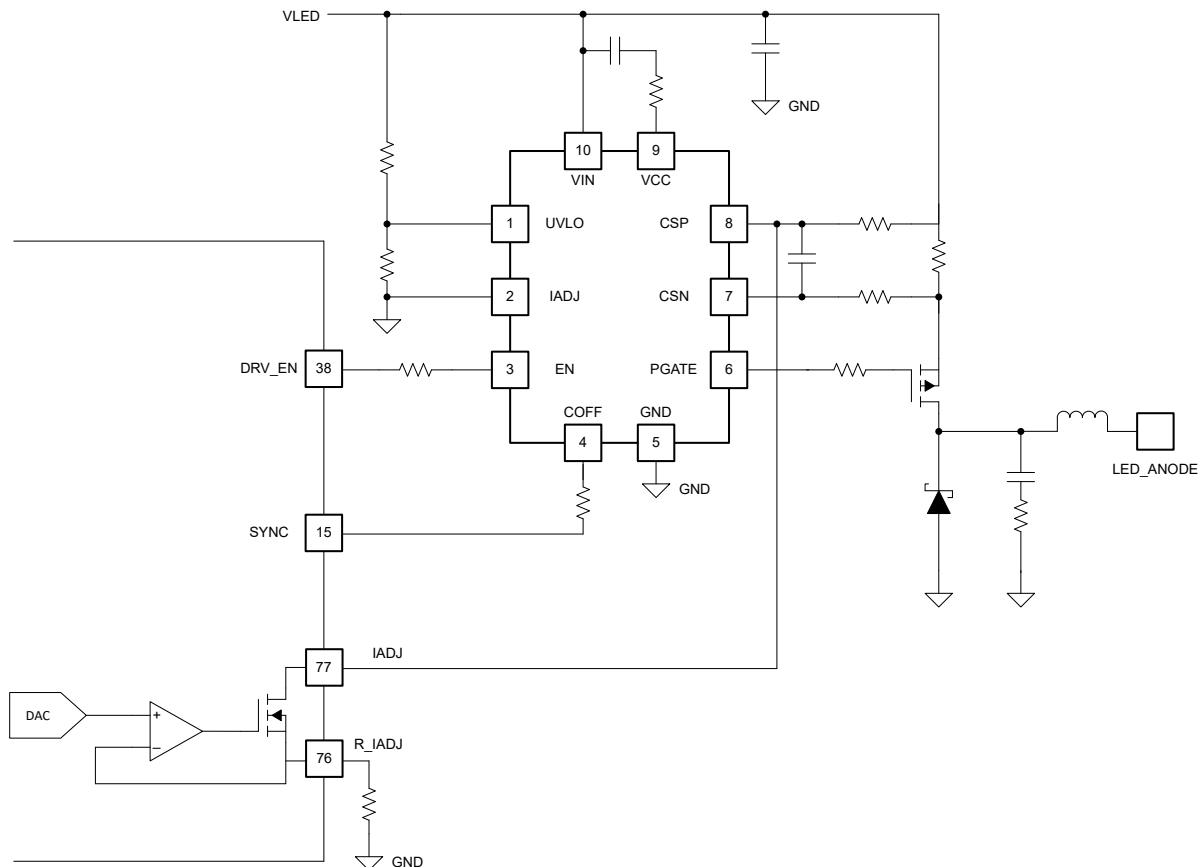 VLED
GND
10
9
VIN
VCC
1
UVLO
CSP
8
2
IADJ
CSN
7
DRV_EN
38
3
EN
PGATE
6
COFF
GND
4
5
GND
LED_ANODE
SYNC
15
IADJ
77
DAC
+
−
R_IADJ
76
GND